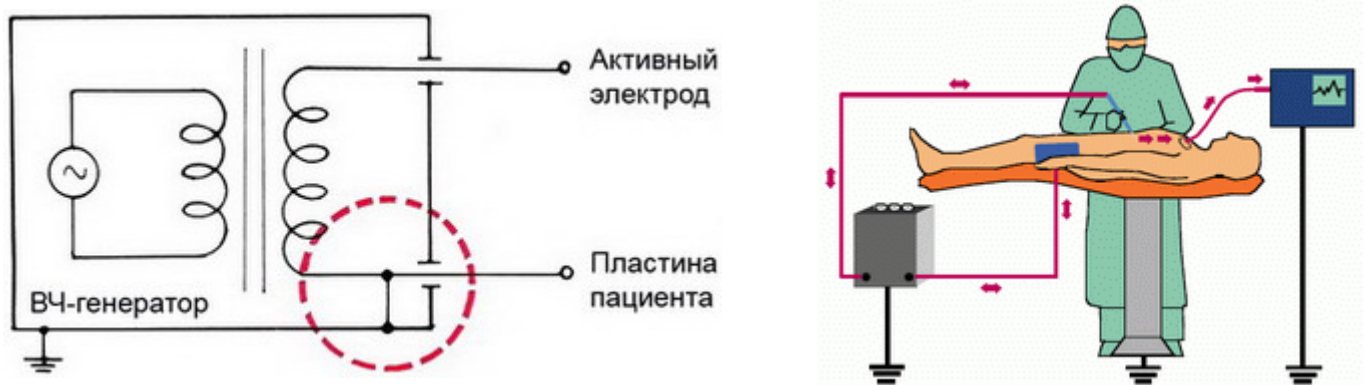 Активный
электрод
Пластина
пациента
ВЧ-генератор